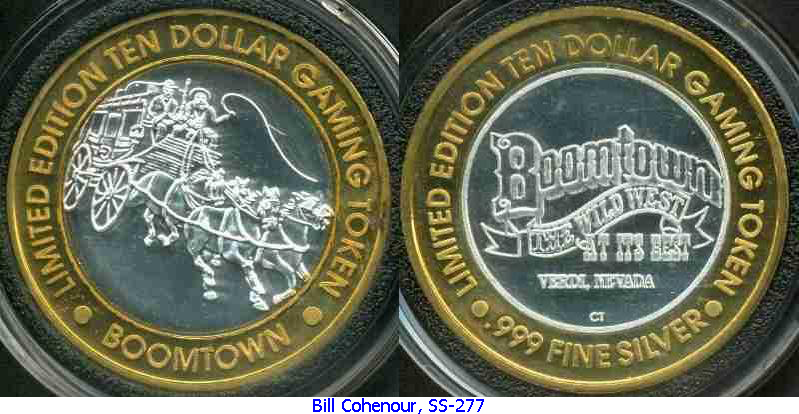 LIMITED EDITION TEN DOLLAR GAMING TOKEN
• BOOMTOWN •
LIMITED EDITION TEN DOLLAR GAMING TOKEN
Boomtown
THE WILD WEST
AT ITS BEST
VERDI, NEVADA
CT
• .999 FINE SILVER •
Bill Cohenour, SS-277